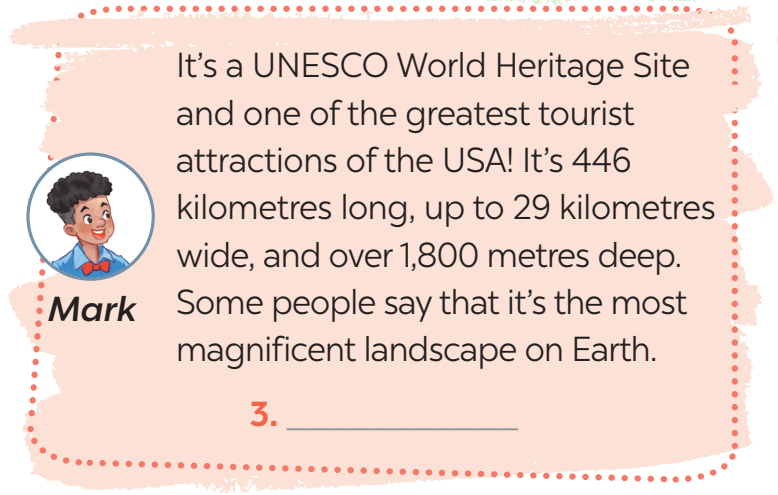 It's a UNESCO World Heritage Site
and one of the greatest tourist
attractions of the USA! It's 446
kilometres long, up to 29 kilometres
wide, and over 1,800 metres deep.
Some people say that it's the most
magnificent landscape on Earth.
Mark
3. _______________